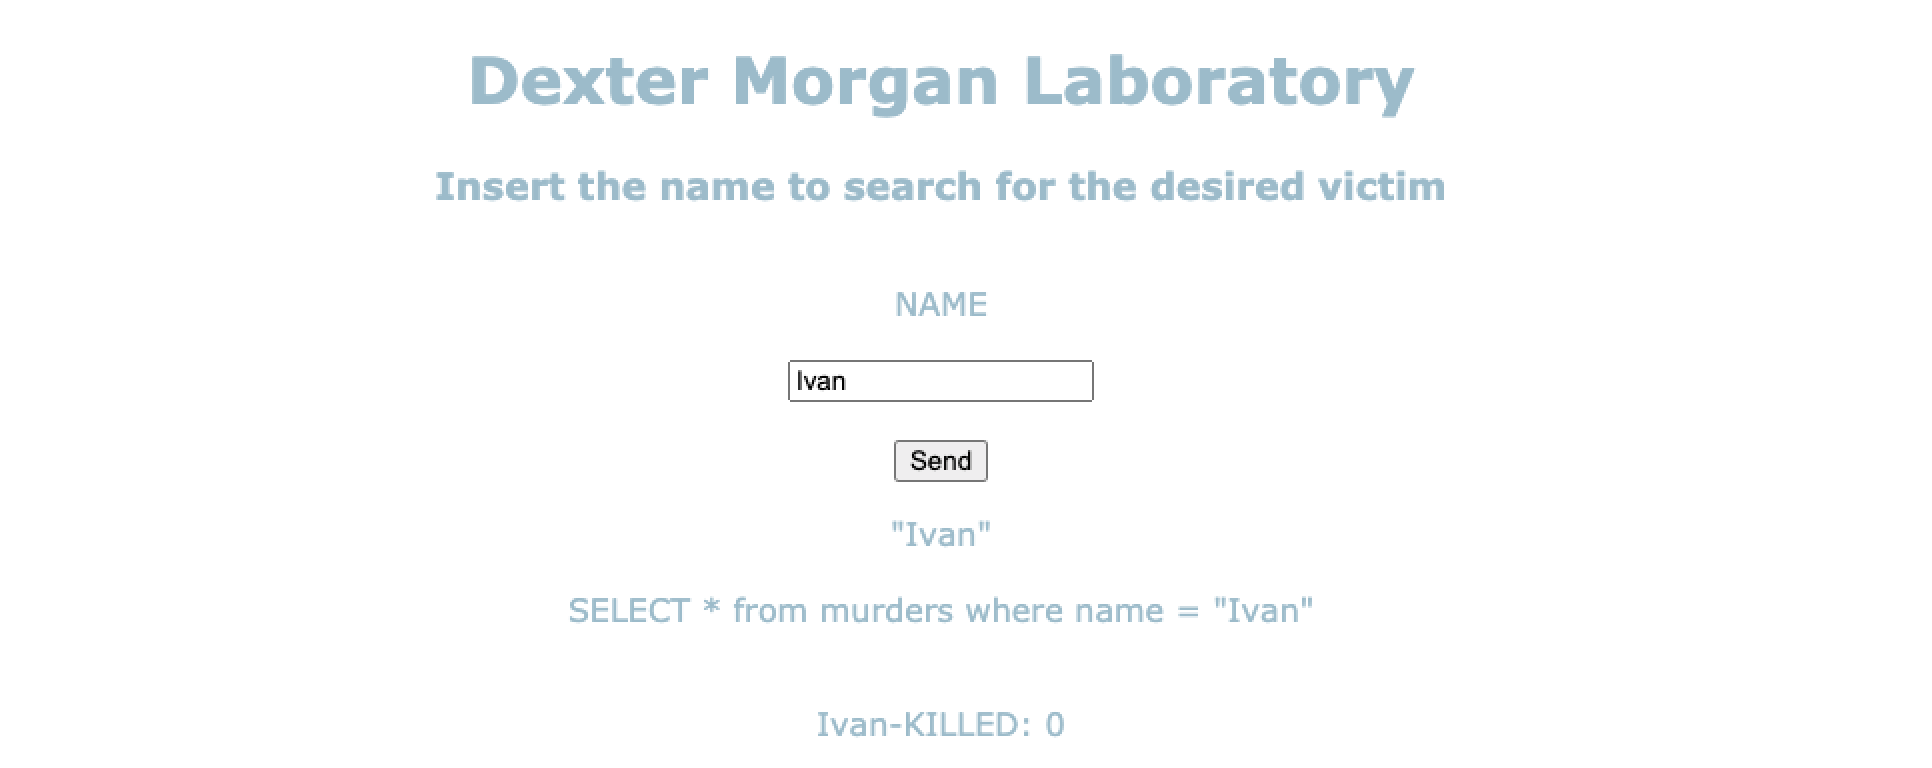 Dexter Morgan Laboratory
Insert the name to search for the desired victim
NAME
Ivan
Send
"Ivan"
SELECT * from murders where name = "Ivan"
Ivan-KILLED: 0